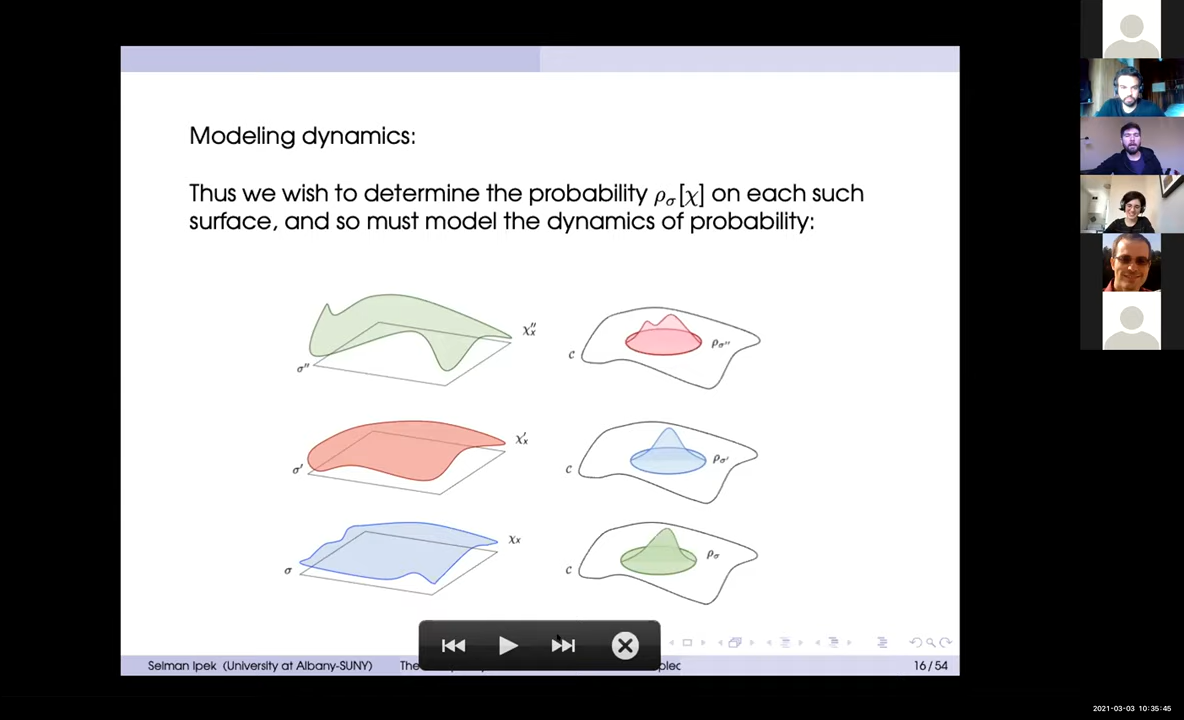 Modeling dynamics:
Thus we wish to determine the probability ρσ[χ] on each such
surface, and so must model the dynamics of probability:
χ″x
σ″
c
ρσ″
χ′x
σ′
c
ρσ′
χx
σ
c
ρσ
Selman Ipek (University at Albany-SUNY)
16 / 54
2021-03-03 10:35:45